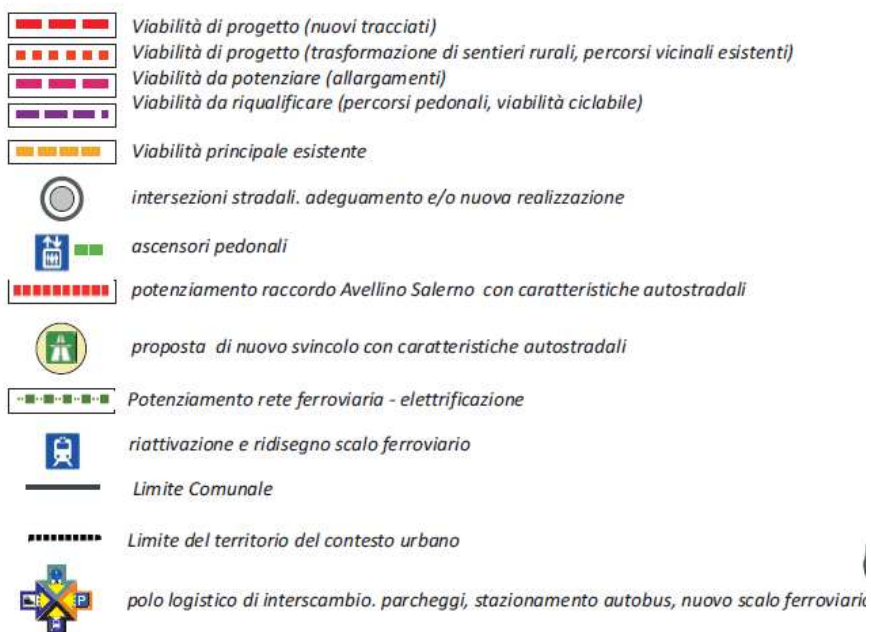 Viabilità di progetto (nuovi tracciati)
Viabilità di progetto (trasformazione di sentieri rurali, percorsi vicinali esistenti)
Viabilità da potenziare (allargamenti)
Viabilità da riqualificare (percorsi pedonali, viabilità ciclabile)
Viabilità principale esistente
intersezioni stradali. adeguamento e/o nuova realizzazione
ascensori pedonali
potenziamento raccordo Avellino Salerno con caratteristiche autostradali
proposta di nuovo svincolo con caratteristiche autostradali
Potenziamento rete ferroviaria - elettrificazione
riattivazione e ridisegno scalo ferroviario
Limite Comunale
Limite del territorio del contesto urbano
P
polo logistico di interscambio. parcheggi, stazionamento autobus, nuovo scalo ferroviario